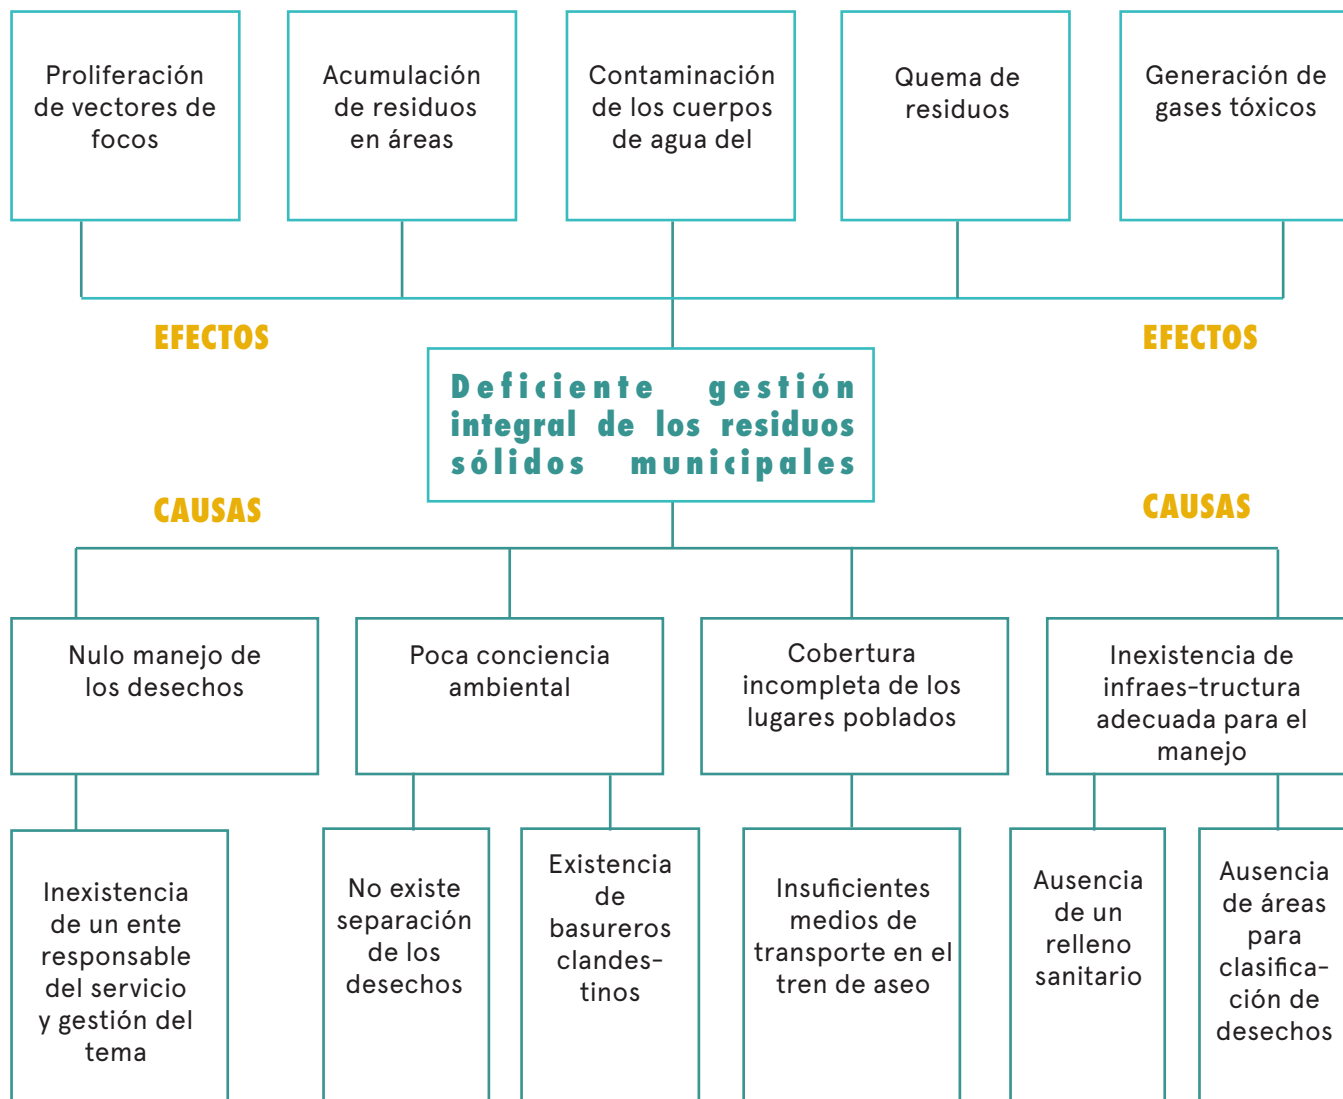 Proliferación
de vectores de
focos
Acumulación
de residuos
en áreas
Contaminación
de los cuerpos
de agua del
Quema de
residuos
Generación de
gases tóxicos
EFECTOS
EFECTOS
Deficiente gestión
integral de los residuos
sólidos municipales
CAUSAS
CAUSAS
Nulo manejo de
los desechos
Poca conciencia
ambiental
Cobertura
incompleta de los
lugares poblados
Inexistencia de
infraes-tructura
adecuada para el
manejo
Inexistencia
de un ente
responsable
del servicio
y gestión del
tema
No existe
separación
de los
desechos
Existencia
de
basureros
clandes-
tinos
Insuficientes
medios de
transporte en el
tren de aseo
Ausencia
de un
relleno
sanitario
Ausencia
de áreas
para
clasifica-
ción de
desechos